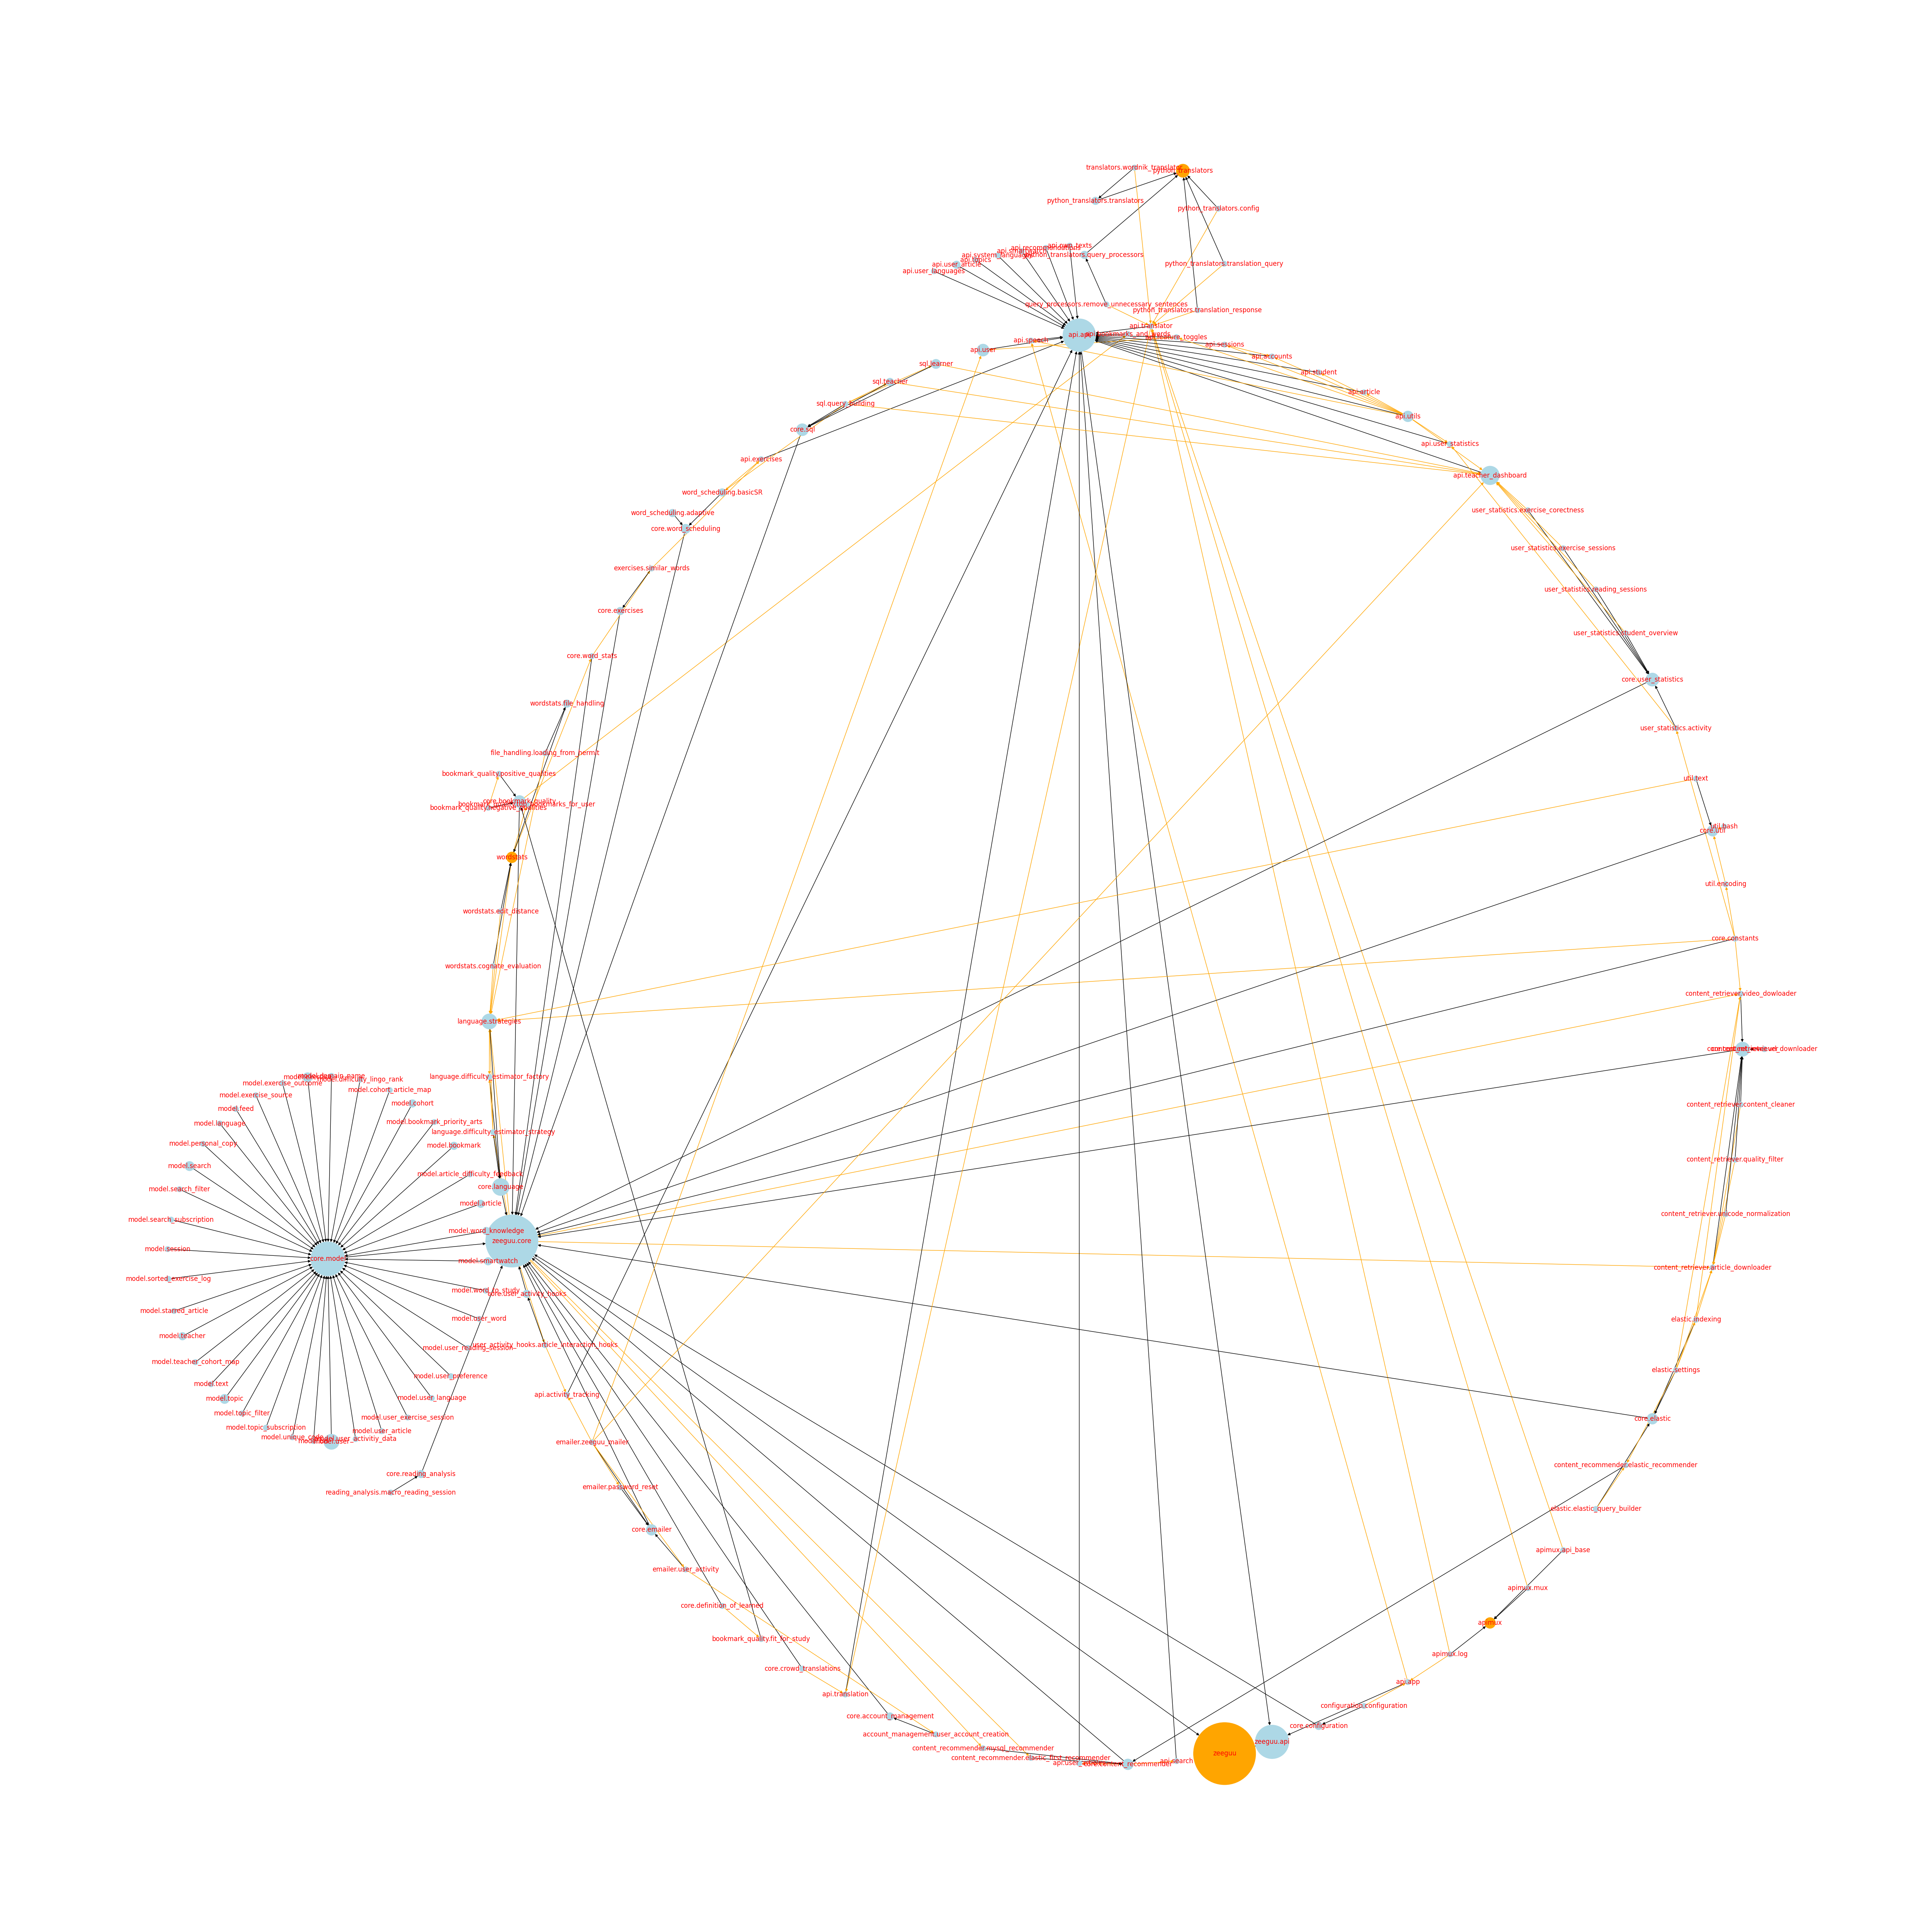 translators.wordnik_translator
python_translators
python_translators.translators
python_translators.config
api.own_texts
api.recommendations
api.system_languages
python_translators.query_processors
api.topics
api.user_article
python_translators.translation_query
api.user_languages
query_processors.remove_unnecessary_sentences
python_translators.translation_response
api.translator
api.api
api.bookmarks_and_words
api.feature_toggles
api.speech
api.sessions
api.user
api.accounts
sql.learner
api.student
sql.teacher
api.article
sql.query_building
api.utils
core.sql
api.user_statistics
api.exercises
api.teacher_dashboard
word_scheduling.basicSR
user_statistics.exercise_corectness
word_scheduling.adaptive
core.word_scheduling
user_statistics.exercise_sessions
exercises.similar_words
user_statistics.reading_sessions
core.exercises
user_statistics.student_overview
core.word_stats
core.user_statistics
wordstats.file_handling
user_statistics.activity
file_handling.loading_from_hermit
bookmark_quality.positive_qualities
util.text
core.bookmark_quality
bookmark_quality.negative_qualities
util.hash
core.util
wordstats
util.encoding
wordstats.edit_distance
core.constants
wordstats.cognate_evaluation
content_retriever.video_dowloader
language.strategies
core.content_retriever
language.difficulty_estimator_factory
model.domain_name
model.difficulty_lingo_rank
model.exercise_outcome
model.cohort_article_map
model.exercise_source
model.cohort
content_retriever.content_cleaner
model.feed
model.language
model.bookmark_priority_arts
language.difficulty_estimator_strategy
model.personal_copy
model.bookmark
content_retriever.quality_filter
model.search
model.article_difficulty_feedback
core.language
model.search_filter
model.article
content_retriever.unicode_normalization
model.search_subscription
model.word_knowledge
zeeguu.core
model.session
core.model
model.smartwatch
content_retriever.article_downloader
model.sorted_exercise_log
model.word_to_study
core.user_activity_hooks
model.starred_article
model.user_word
elastic.indexing
model.teacher
user_activity_hooks.article_interaction_hooks
model.user_reading_session
model.teacher_cohort_map
elastic.settings
model.user_preference
model.text
api.activity_tracking
model.topic
model.user_language
model.topic_filter
model.user_exercise_session
core.elastic
model.topic_subscription
model.user_article
model.unique_code
model.user_activitiy_data
model.user
emailer.zeeguu_mailer
content_recommender.elastic_recommender
core.reading_analysis
emailer.password_reset
reading_analysis.macro_reading_session
elastic.elastic_query_builder
core.emailer
apimux.api_base
emailer.user_activity
apimux.mux
core.definition_of_learned
apimux
bookmark_quality.fit_for_study
apimux.log
core.crowd_translations
api.app
api.translation
configuration.configuration
core.account_management
core.configuration
account_management.user_account_creation
zeeguu.api
content_recommender.mysql_recommender
zeeguu
content_recommender.elastic_first_recommender
api.search
core.content_recommender